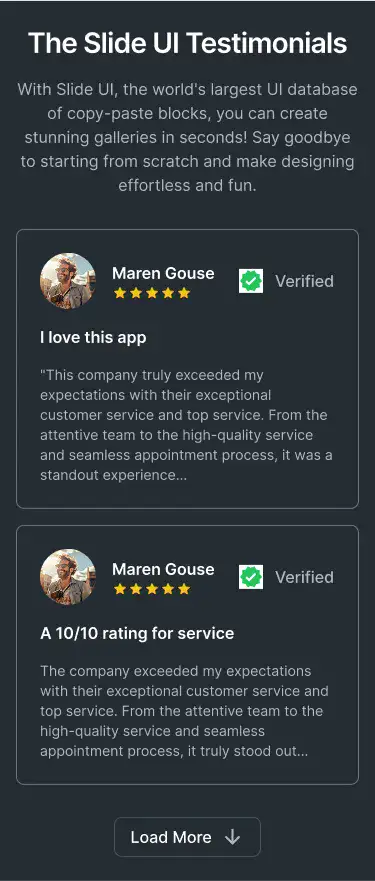 The Slide UI Testimonials
With Slide UI, the world's largest UI database
of copy-paste blocks, you can create
stunning galleries in seconds! Say goodbye
to starting from scratch and make designing
effortless and fun.
Maren Gouse
Verified
I love this app
"This company truly exceeded my
expectations with their exceptional
customer service and top service. From the
attentive team to the high-quality service
and seamless appointment process, it was a
standout experience...
Maren Gouse
Verified
A 10/10 rating for service
The company exceeded my expectations
with their exceptional customer service and
top service. From the attentive team to the
high-quality service and seamless
appointment process, it truly stood out...
Load More